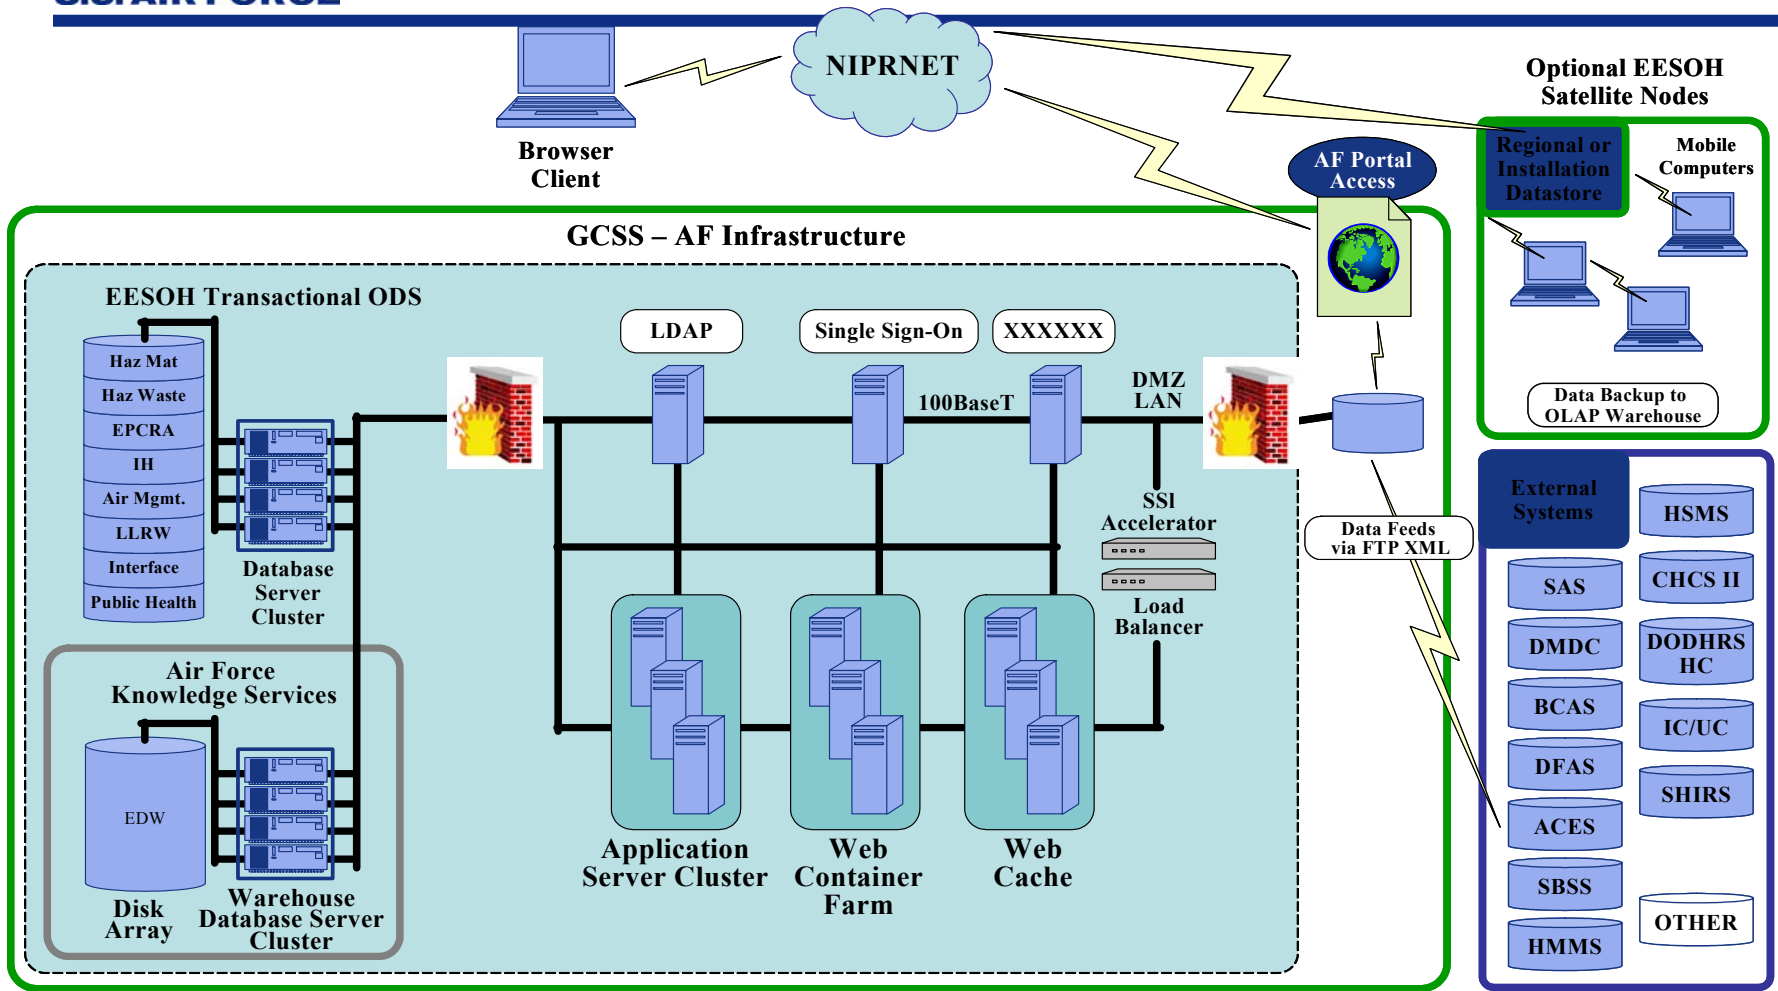 NIPRNET
Browser
Client
Optional EESOH
Satellite Nodes
Regional or
Installation
Datastore
Mobile
Computers
Data Backup to
OLAP Warehouse
AF Portal
Access
GCSS – AF Infrastructure
EESOH Transactional ODS
Haz Mat
Haz Waste
EPCRA
IH
Air Mgmt.
LLRW
Interface
Public Health
Database
Server
Cluster
LDAP
Single Sign-On
XXXXXX
100BaseT
DMZ
LAN
SSl
Accelerator
Load
Balancer
Data Feeds
via FTP XML
Air Force
Knowledge Services
EDW
Disk
Array
Warehouse
Database Server
Cluster
Application
Server Cluster
Web
Container
Farm
Web
Cache
External
Systems
SAS
DMDC
BCAS
DFAS
ACES
SBSS
HMMS
HSMS
CHCS II
DODHRS
HC
IC/UC
SHIRS
OTHER